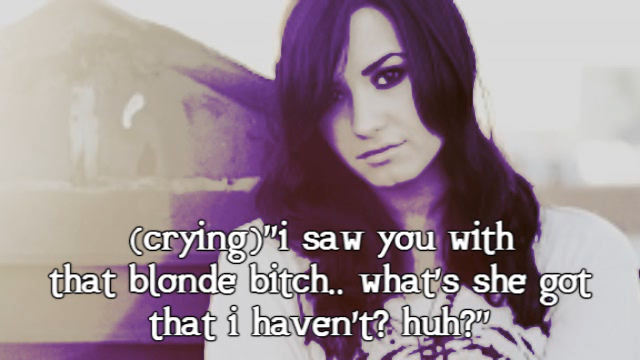 (crying)"i saw you with
that blonde bitch.. what's she got
that i haven't? huh?"